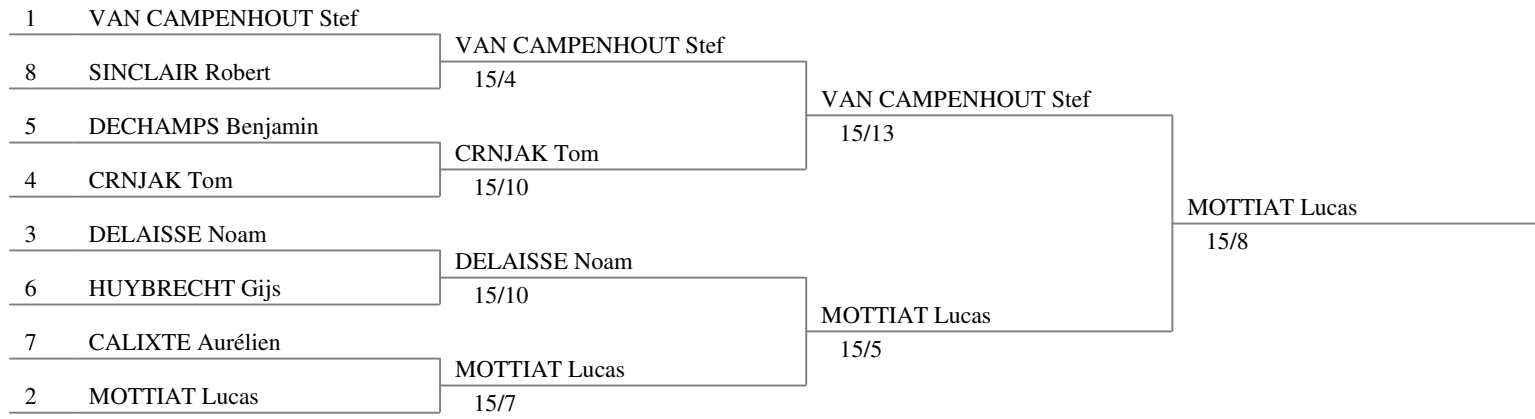 1 VAN CAMPENHOUT Stef
VAN CAMPENHOUT Stef
8 SINCLAIR Robert
15/4
VAN CAMPENHOUT Stef
5 DECHAMPS Benjamin
15/13
CRNJAK Tom
4 CRNJAK Tom
15/10
MOTTIAT Lucas
3 DELAISSE Noam
15/8
DELAISSE Noam
6 HUYBRECHT Gijs
15/10
MOTTIAT Lucas
7 CALIXTE Aurélien
15/5
MOTTIAT Lucas
2 MOTTIAT Lucas
15/7